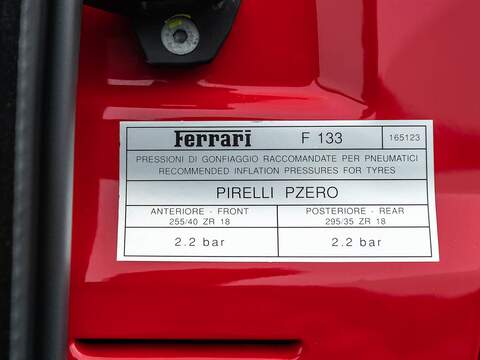 Ferrari F 133 165123
PRESSIONI DI GONFIAGGIO RACCOMANDATE PER PNEUMATICI
RECOMMENDED INFLATION PRESSURES FOR TYRES
PIRELLI PZERO
ANTERIORE - FRONT POSTERIORE - REAR
255/40 ZR 18 295/35 ZR 18
2.2 bar 2.2 bar